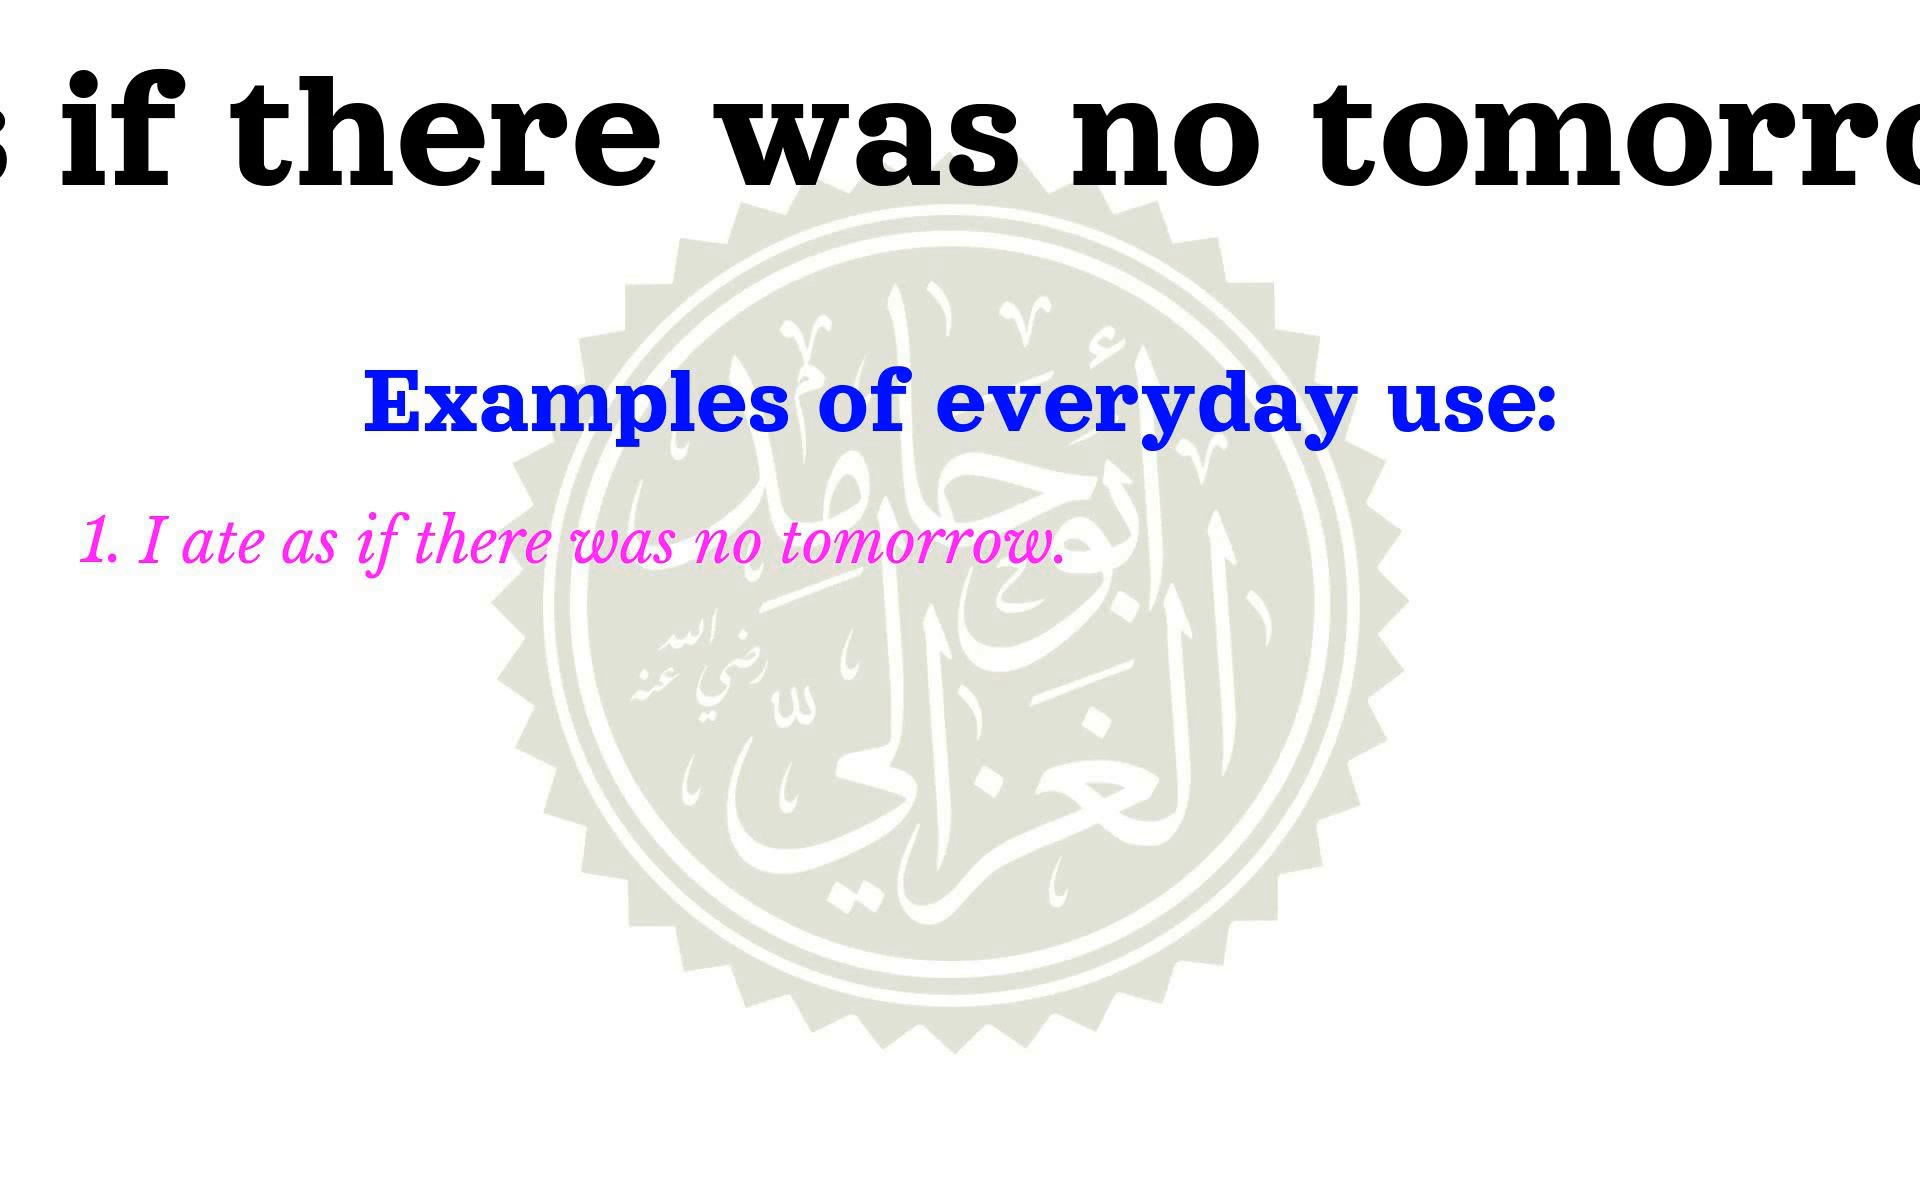 s if there was no tomorro
Examples of everyday use:
1. I ate as if there was no tomorrow.
أبو حامد
الغزالي
رضي الله عنه